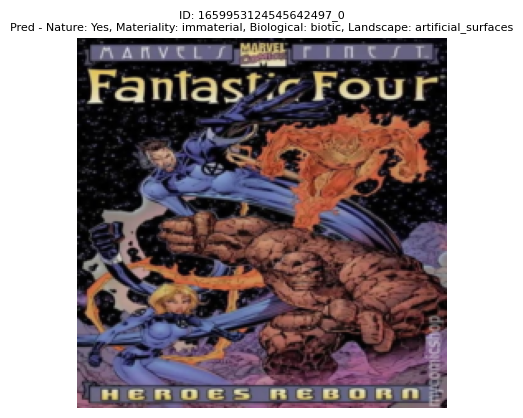 ID: 1659953124545642497_0
Pred - Nature: Yes, Materiality: immaterial, Biological: biotic, Landscape: artificial_surfaces
MARVEL'S MARVEL FINEST
Fantastic Four
HEROES REBORN
mycomicshop